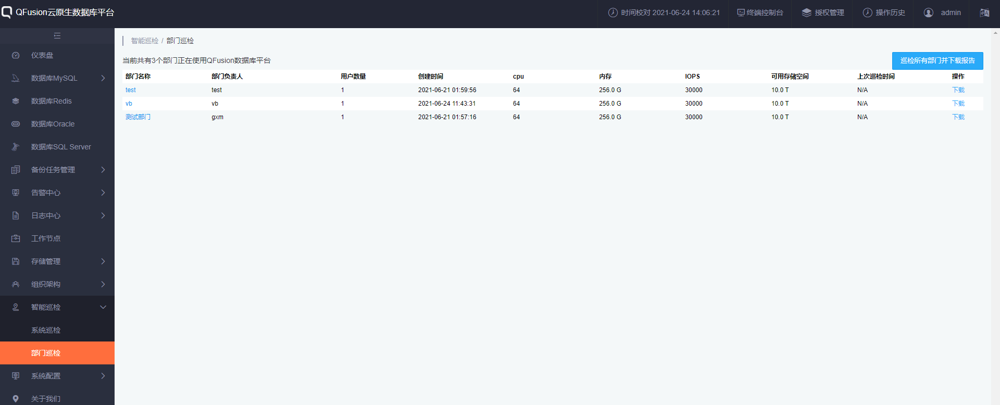 QFusion云原生数据库平台
时间校对 2021-06-24 14:06:21 终端控制台 授权管理 操作历史 admin
仪表盘
数据库MySQL
数据库Redis
数据库Oracle
数据库SQL Server
备份任务管理
告警中心
日志中心
工作节点
存储管理
组织架构
智能巡检
系统巡检
部门巡检
系统配置
关于我们
智能巡检 / 部门巡检
当前共有3个部门正在使用QFusion数据库平台
巡检所有部门并下载报告
部门名称 部门负责人 用户数量 创建时间 cpu 内存 IOPS 可用存储空间 上次巡检时间 操作
test test 1 2021-06-21 01:59:56 64 256.0 G 30000 10.0 T N/A 下载
vb vb 1 2021-06-24 11:43:31 64 256.0 G 30000 10.0 T N/A 下载
测试部门 gxm 1 2021-06-21 01:57:16 64 256.0 G 30000 10.0 T N/A 下载